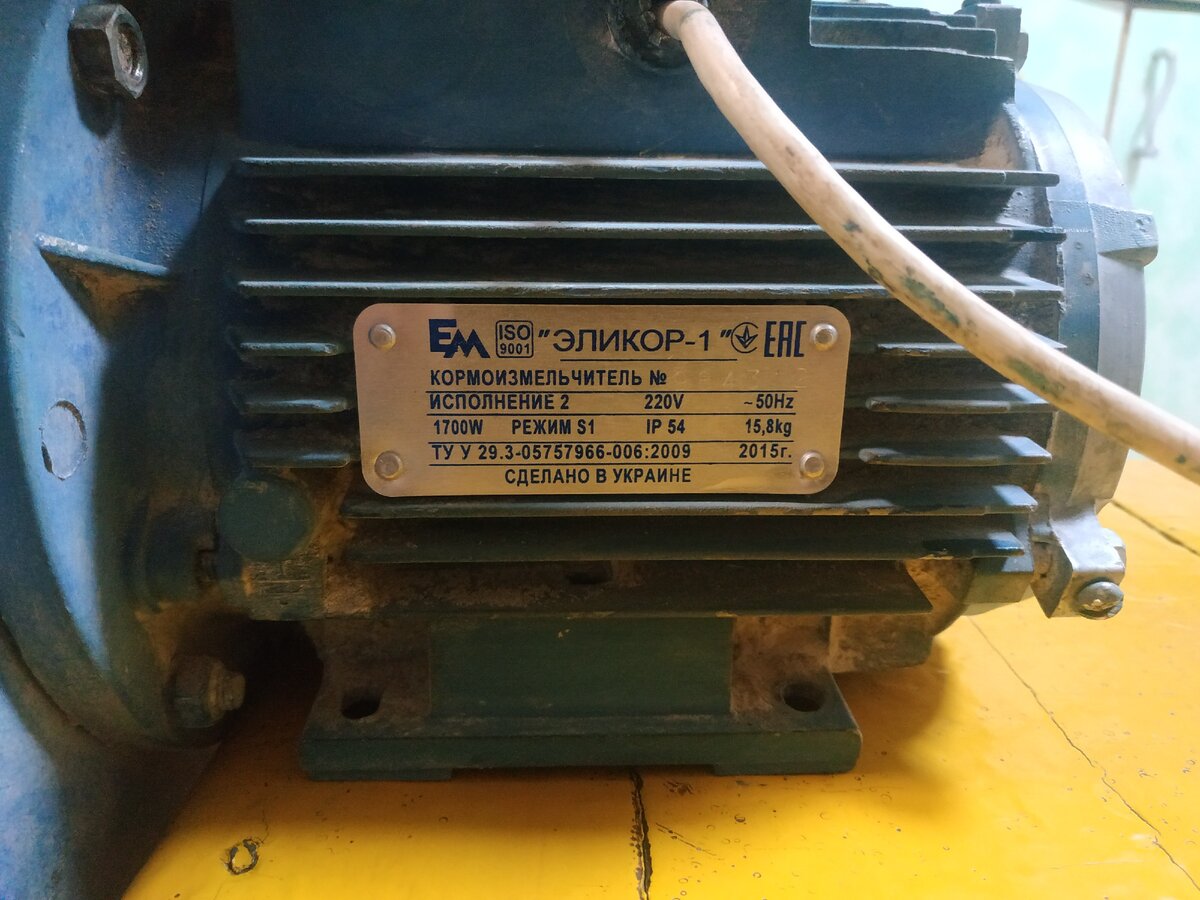 ЕМ ISO 9001 "ЭЛИКОР-1" ЕАС
КОРМОИЗМЕЛЬЧИТЕЛЬ №
ИСПОЛНЕНИЕ 2 220V ~50Hz
1700W РЕЖИМ S1 IP 54 15,8kg
ТУ У 29.3-05757966-006:2009 2015г.
СДЕЛАНО В УКРАИНЕ